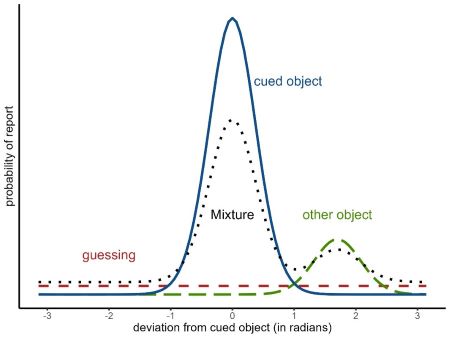 probability of report
cued object
Mixture
other object
guessing
-3 -2 -1 0 1 2 3
deviation from cued object (in radians)